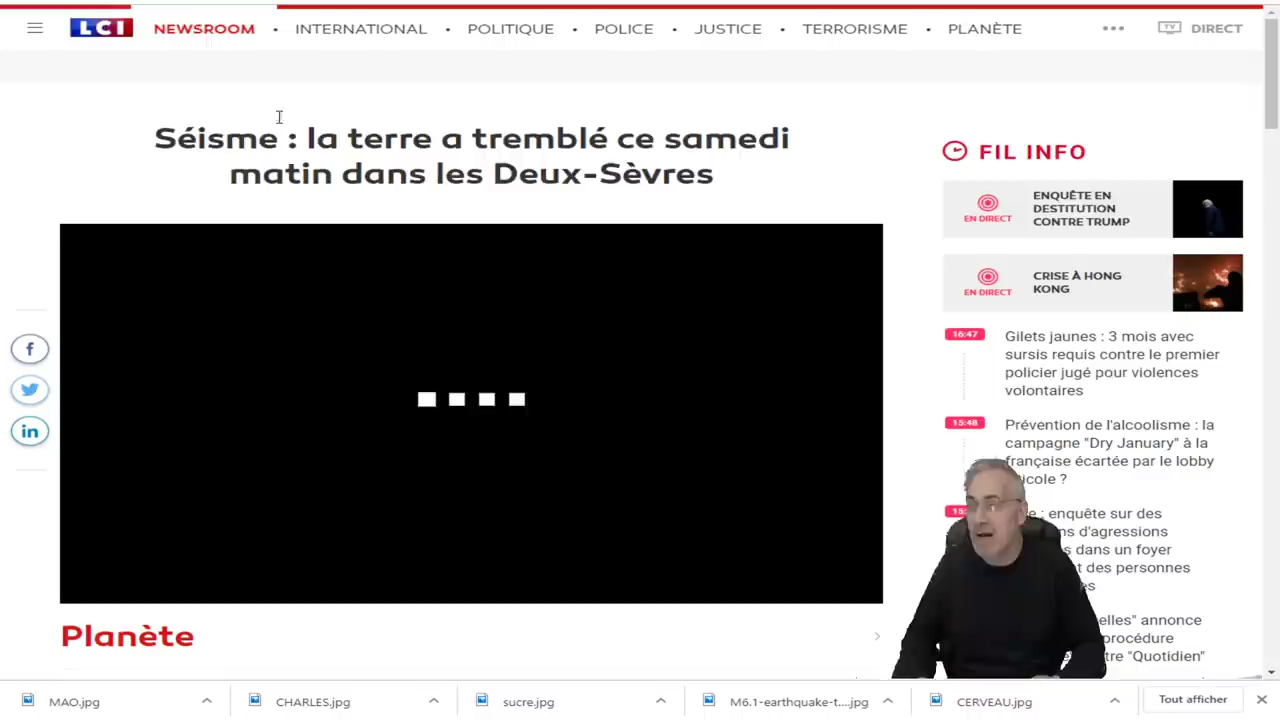 LCI NEWSROOM • INTERNATIONAL • POLITIQUE • POLICE • JUSTICE • TERRORISME • PLANÈTE ••• TV DIRECT
Séisme : la terre a tremblé ce samedi
matin dans les Deux-Sèvres
Planète
FIL INFO
EN DIRECT
ENQUÊTE EN
DESTITUTION
CONTRE TRUMP
EN DIRECT
CRISE À HONG
KONG
16:47
Gilets jaunes : 3 mois avec
sursis requis contre le premier
policier jugé pour violences
volontaires
15:48
Prévention de l'alcoolisme : la
campagne "Dry January" à la
française écartée par le lobby
?
: enquête sur des
d'agressions
dans un foyer
des personnes
annonce
procédure
"Quotidien"
MAO.jpg
CHARLES.jpg
sucre.jpg
M6.1-earthquake-t....jpg
CERVEAU.jpg
Tout afficher